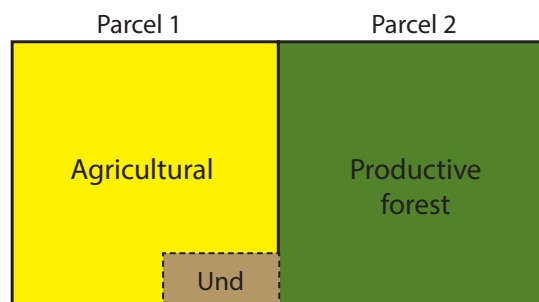 Parcel 1
Parcel 2
Agricultural
Productive
forest
Und